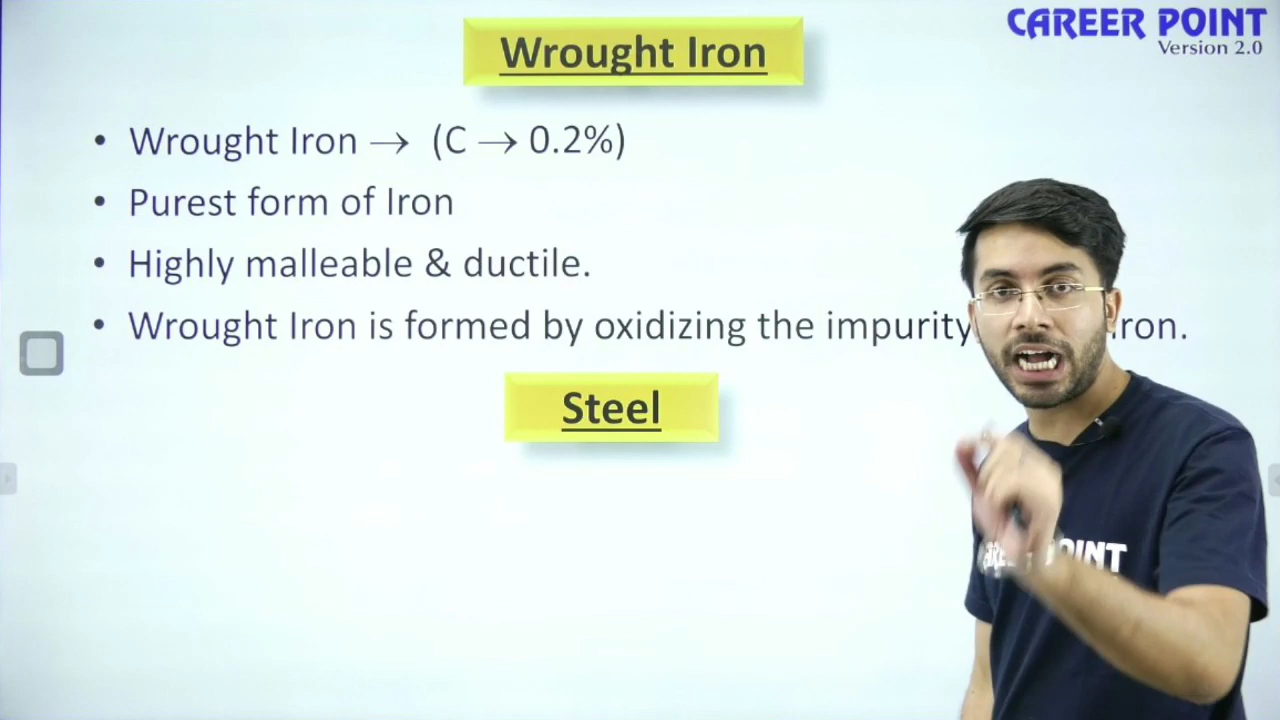 CAREER POINT
Version 2.0
Wrought Iron
• Wrought Iron → (C → 0.2%)
• Purest form of Iron
• Highly malleable & ductile.
• Wrought Iron is formed by oxidizing the impurity ron.
Steel
POINT